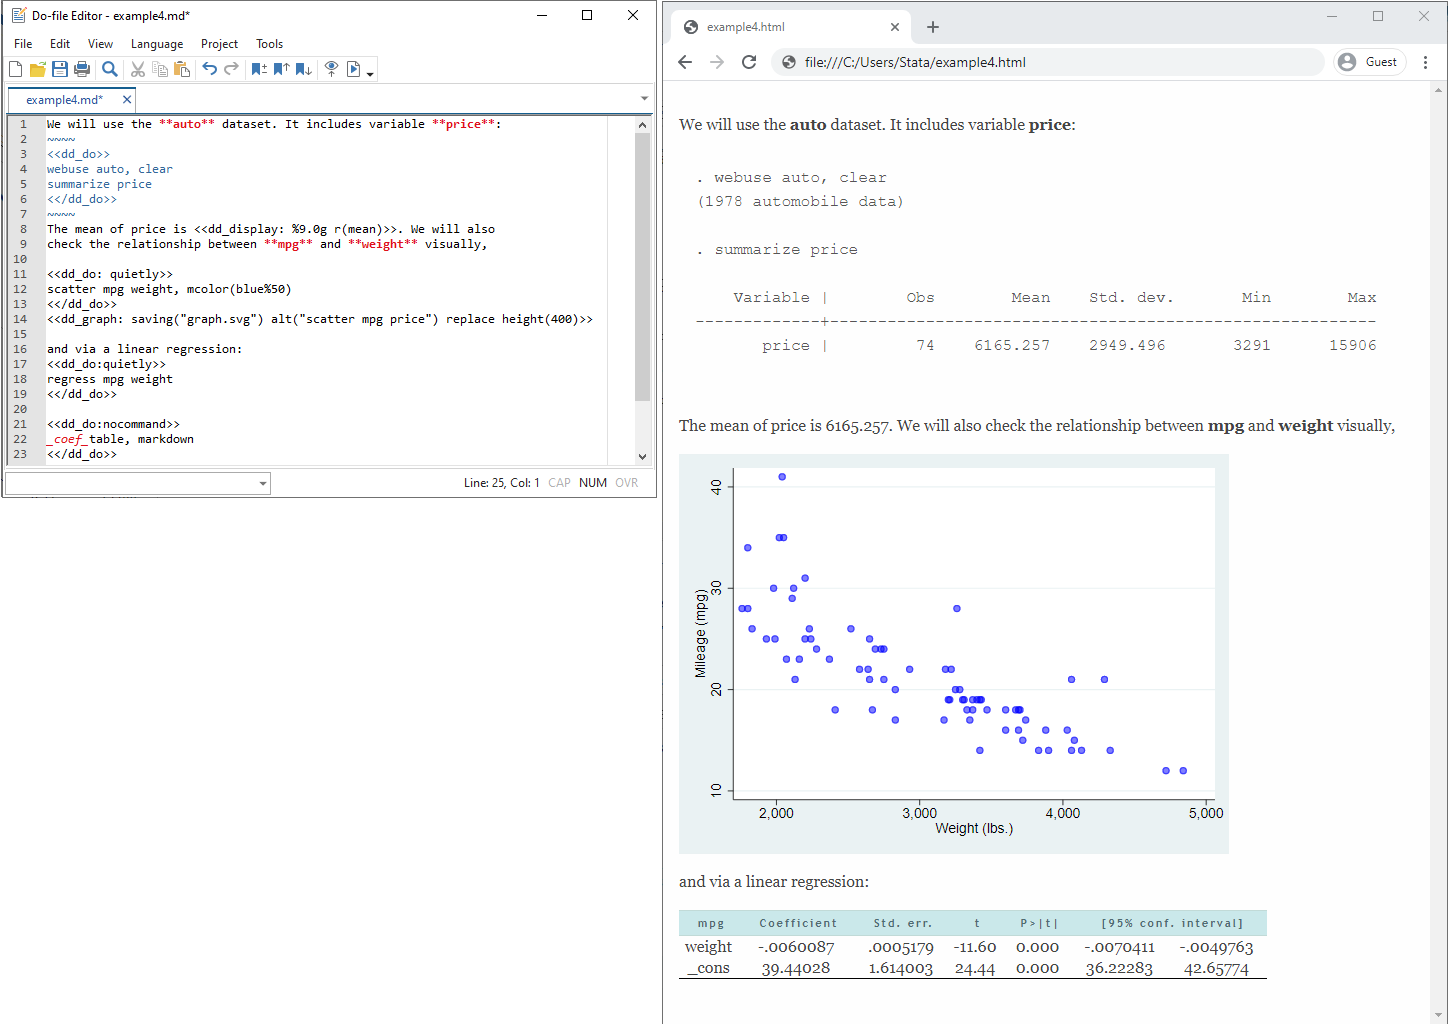 Do-file Editor - example4.md*
File Edit View Language Project Tools
example4.md*
1 We will use the **auto** dataset. It includes variable **price**:
2 ~~~~
3 <<dd_do>>
4 webuse auto, clear
5 summarize price
6 <</dd_do>>
7 ~~~~
8 The mean of price is <<dd_display: %9.0g r(mean)>>. We will also
9 check the relationship between **mpg** and **weight** visually,
10
11 <<dd_do: quietly>>
12 scatter mpg weight, mcolor(blue%50)
13 <</dd_do>>
14 <<dd_graph: saving("graph.svg") alt("scatter mpg price") replace height(400)>>
15
16 and via a linear regression:
17 <<dd_do:quietly>>
18 regress mpg weight
19 <</dd_do>>
20
21 <<dd_do:nocommand>>
22 _coef_table, markdown
23 <</dd_do>>
Line: 25, Col: 1 CAP NUM OVR
example4.html
file:///C:/Users/Stata/example4.html Guest
We will use the auto dataset. It includes variable price:
. webuse auto, clear
(1978 automobile data)
. summarize price
Variable | Obs Mean Std. dev. Min Max
-------------+---------------------------------------------------------
price | 74 6165.257 2949.496 3291 15906
The mean of price is 6165.257. We will also check the relationship between mpg and weight visually,
40
30
20
10
Mileage (mpg)
2,000 3,000 4,000 5,000
Weight (lbs.)
and via a linear regression:
mpg Coefficient Std. err. t P>|t| [95% conf. interval]
weight -.0060087 .0005179 -11.60 0.000 -.0070411 -.0049763
_cons 39.44028 1.614003 24.44 0.000 36.22283 42.65774